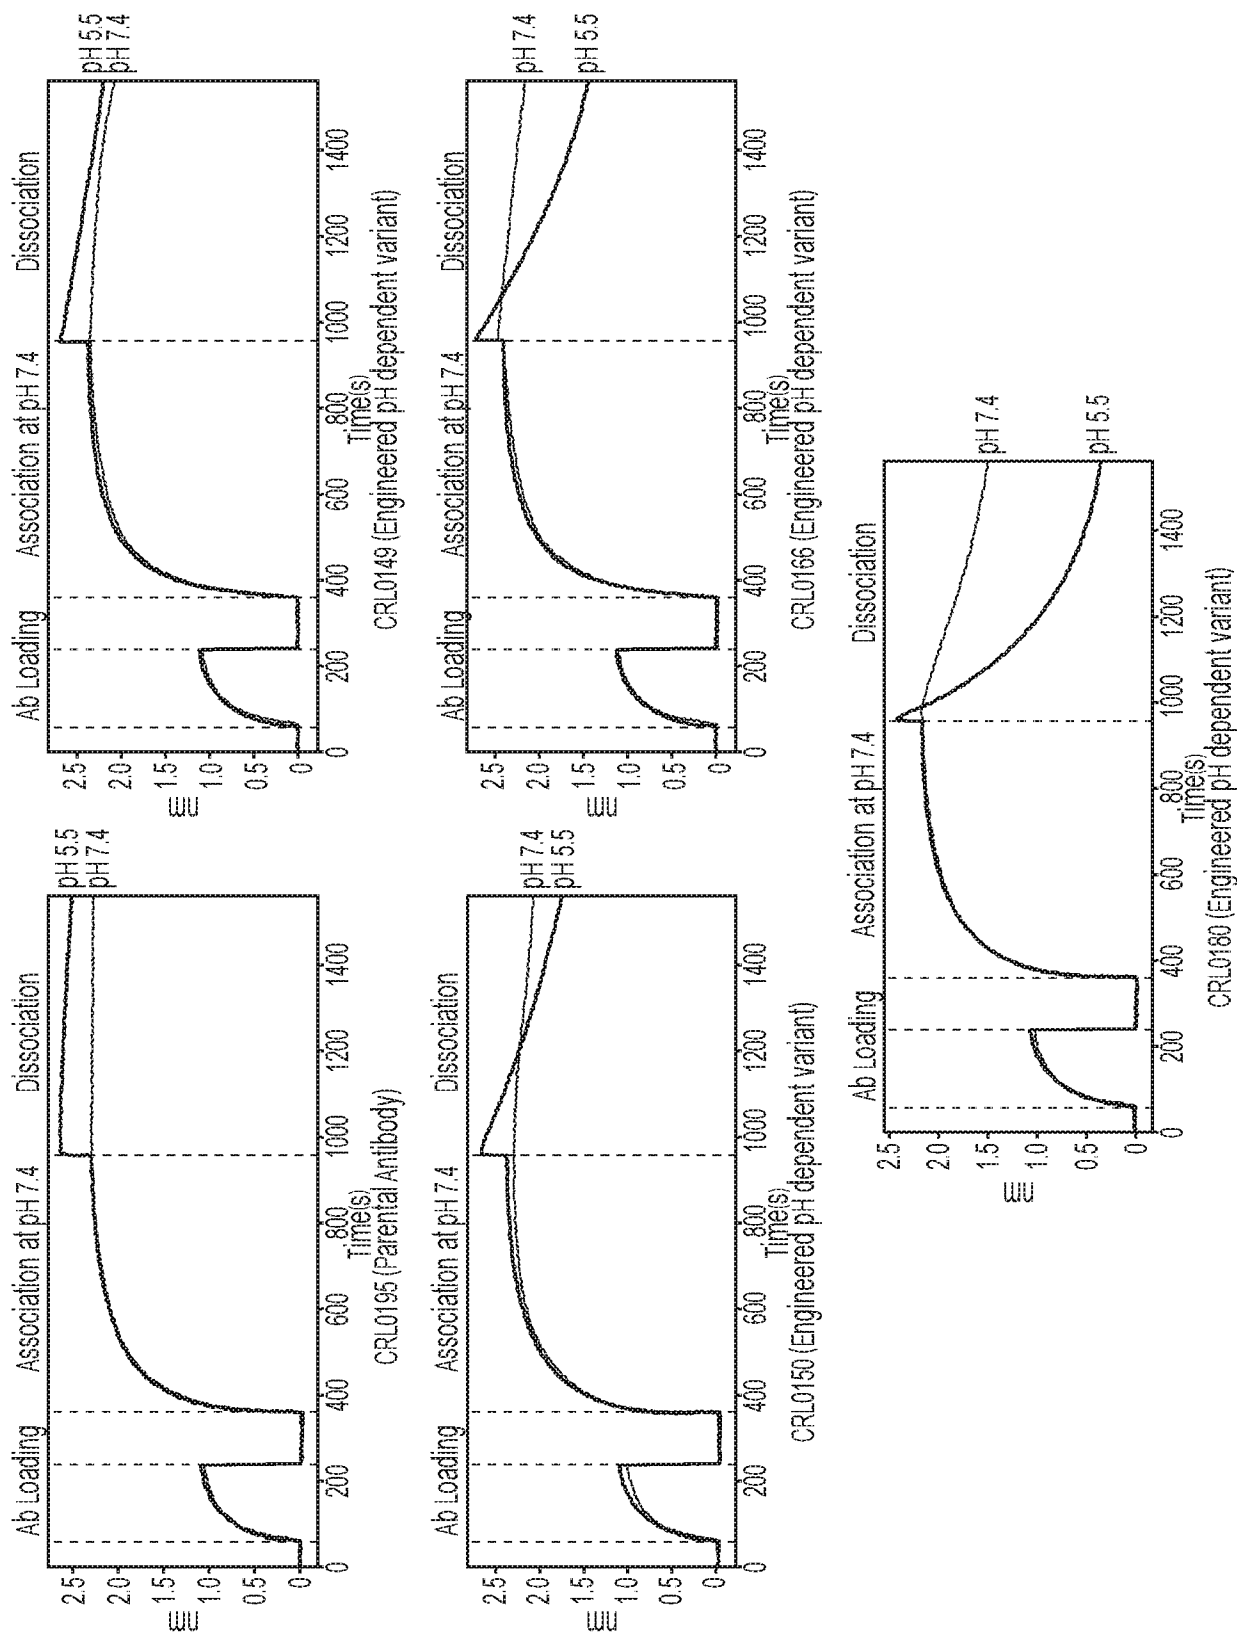 Ab Loading Association at pH 7.4 Dissociation
nm
2.5
2.0
1.5
1.0
0.5
0
pH 5.5
pH 7.4
0 200 400 600 800 1000 1200 1400
Time(s)
CRL0195 (Parental Antibody)
Ab Loading Association at pH 7.4 Dissociation
nm
2.5
2.0
1.5
1.0
0.5
0
pH 5.5
pH 7.4
0 200 400 600 800 1000 1200 1400
Time(s)
CRL0149 (Engineered pH dependent variant)
Ab Loading Association at pH 7.4 Dissociation
nm
2.5
2.0
1.5
1.0
0.5
0
pH 7.4
pH 5.5
0 200 400 600 800 1000 1200 1400
Time(s)
CRL0150 (Engineered pH dependent variant)
Ab Loading Association at pH 7.4 Dissociation
nm
2.5
2.0
1.5
1.0
0.5
0
pH 7.4
pH 5.5
0 200 400 600 800 1000 1200 1400
Time(s)
CRL0166 (Engineered pH dependent variant)
Ab Loading Association at pH 7.4 Dissociation
nm
2.5
2.0
1.5
1.0
0.5
0
pH 7.4
pH 5.5
0 200 400 600 800 1000 1200 1400
Time(s)
CRL0180 (Engineered pH dependent variant)